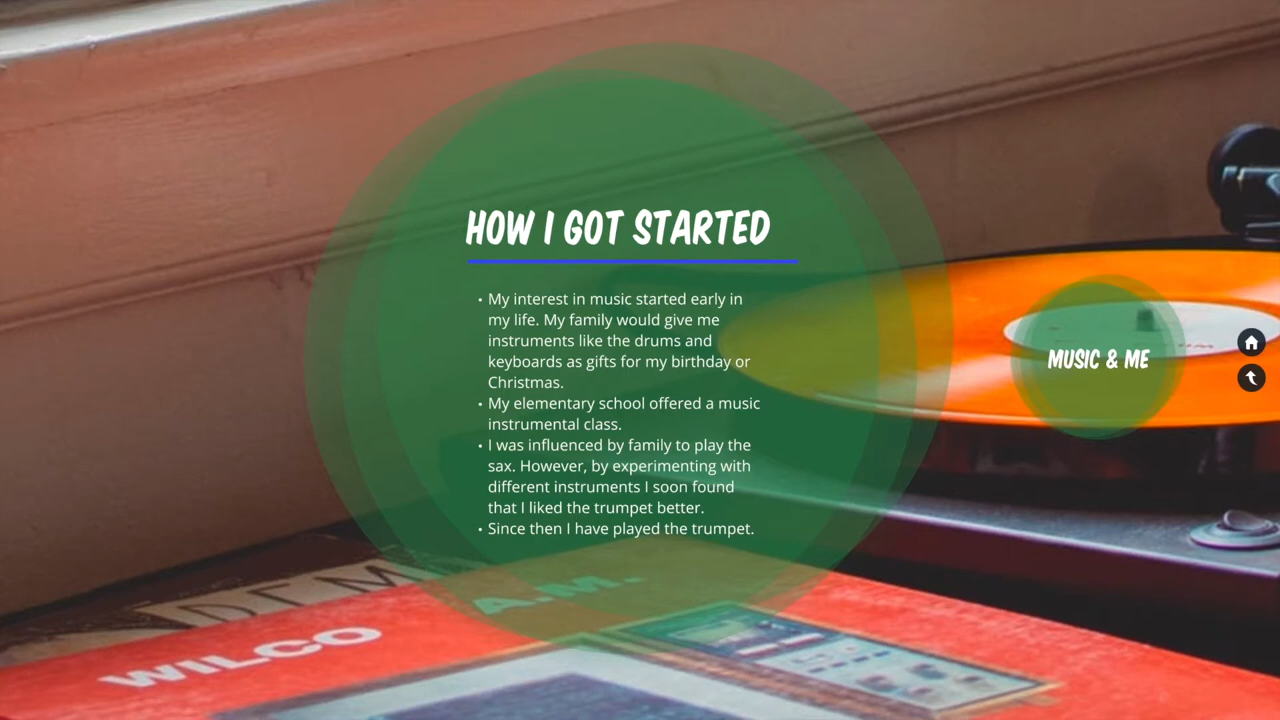 HOW I GOT STARTED
• My interest in music started early in
my life. My family would give me
instruments like the drums and
keyboards as gifts for my birthday or
Christmas.
• My elementary school offered a music
instrumental class.
• I was influenced by family to play the
sax. However, by experimenting with
different instruments I soon found
that I liked the trumpet better.
• Since then I have played the trumpet.
MUSIC & ME
A.M.
WILCO